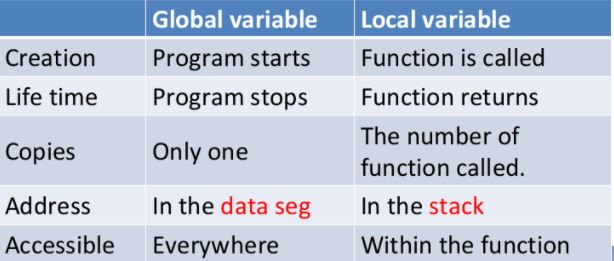 Global variable Local variable
Creation Program starts Function is called
Life time Program stops Function returns
Copies Only one The number of
function called.
Address In the data seg In the stack
Accessible Everywhere Within the function